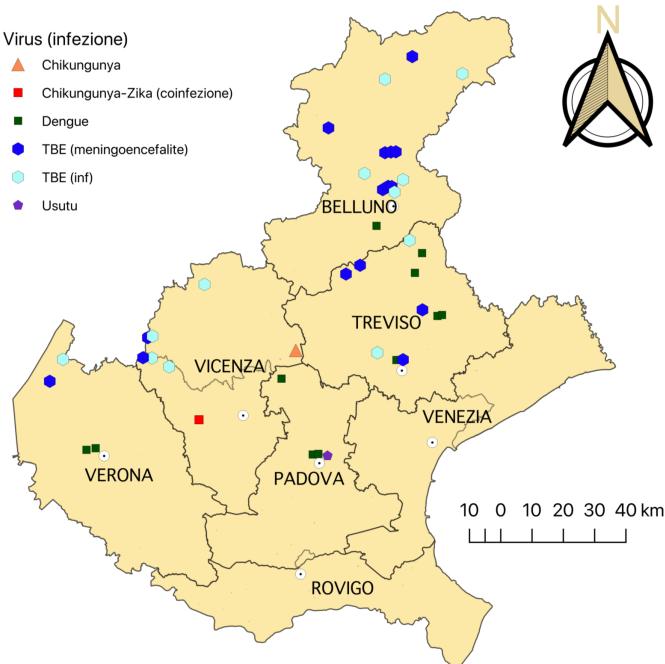 N
Virus (infezione)
Chikungunya
Chikungunya-Zika (coinfezione)
Dengue
TBE (meningoencefalite)
TBE (inf)
Usutu
BELLUNO
TREVISO
VICENZA
VENEZIA
VERONA
PADOVA
ROVIGO
10 0 10 20 30 40 km